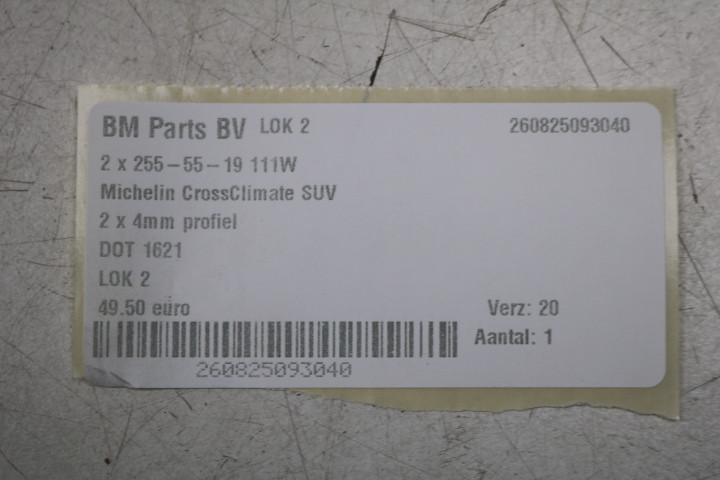 BM Parts BV LOK 2 260825093040
2 x 255-55-19 111W
Michelin CrossClimate SUV
2 x 4mm profiel
DOT 1621
LOK 2
49.50 euro Verz: 20
Aantal: 1
260825093040